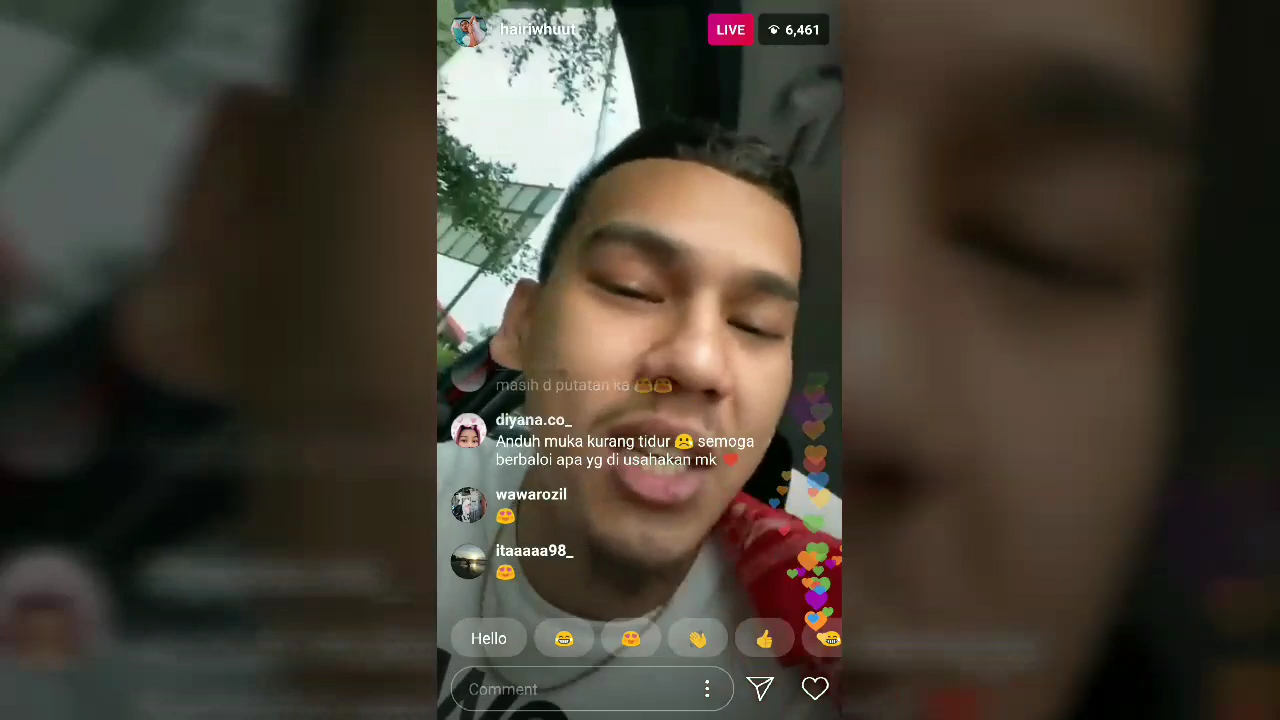 hairiwhuut
LIVE
6,461
masih d putatan ka 😂😂
diyana.co_
Anduh muka kurang tidur ☹️ semoga
berbaloi apa yg di usahakan mk ❤️
wawarozil
😍
itaaaaa98_
😍
Hello 😂 😍 👋 👍 😁
Comment